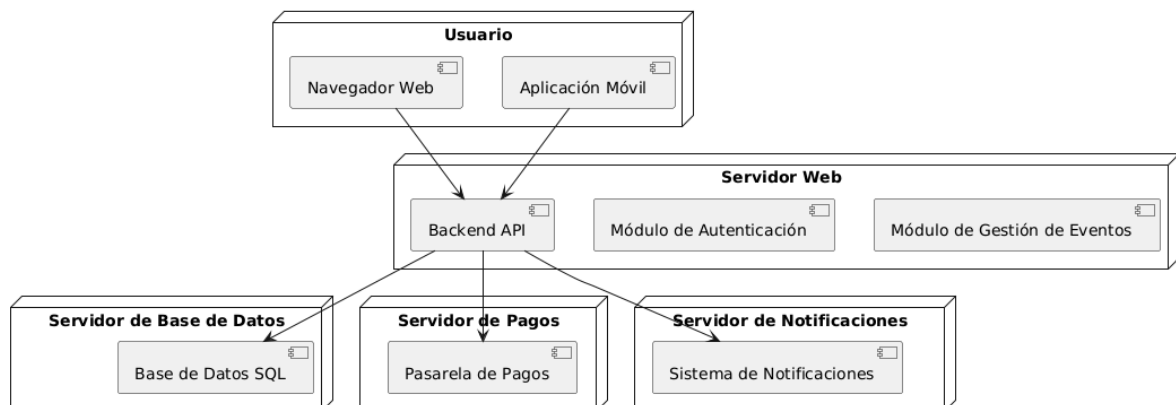 Usuario
Navegador Web
Aplicación Móvil
Servidor Web
Backend API
Módulo de Autenticación
Módulo de Gestión de Eventos
Servidor de Base de Datos
Servidor de Pagos
Servidor de Notificaciones
Base de Datos SQL
Pasarela de Pagos
Sistema de Notificaciones